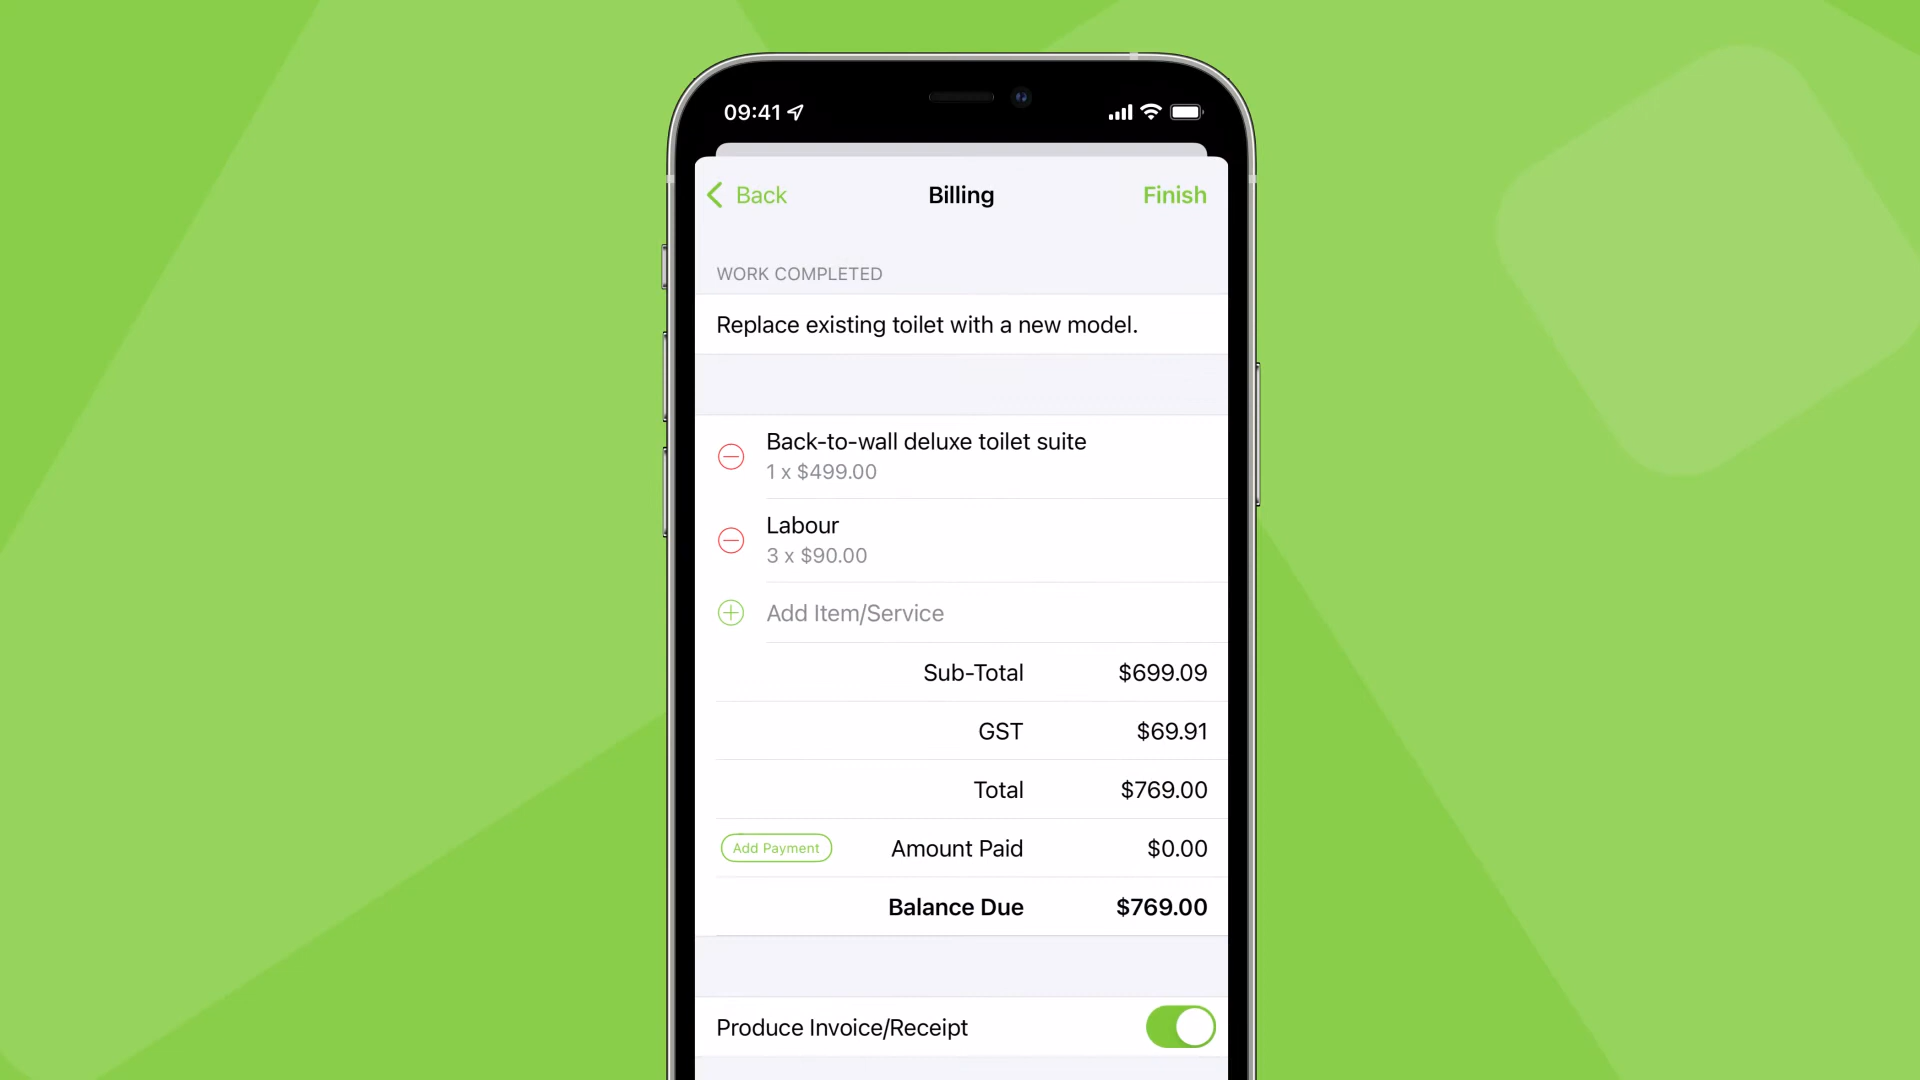 09:41
Back
Billing
Finish
WORK COMPLETED
Replace existing toilet with a new model.
Back-to-wall deluxe toilet suite
1 x $499.00
Labour
3 x $90.00
Add Item/Service
Sub-Total $699.09
GST $69.91
Total $769.00
Add Payment Amount Paid $0.00
Balance Due $769.00
Produce Invoice/Receipt